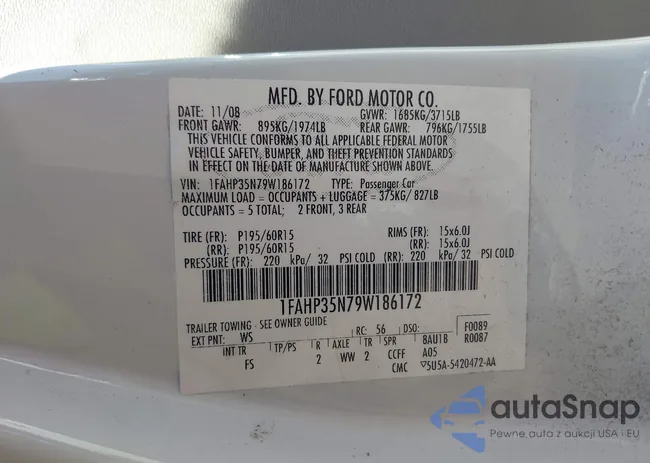 MFD. BY FORD MOTOR CO.
DATE: 11/08 GVWR: 1685KG/3715LB
FRONT GAWR: 895KG/1974LB REAR GAWR: 796KG/1755LB
THIS VEHICLE CONFORMS TO ALL APPLICABLE FEDERAL MOTOR
VEHICLE SAFETY, BUMPER, AND THEFT PREVENTION STANDARDS
IN EFFECT ON THE DATE OF MANUFACTURE SHOWN ABOVE.
VIN: 1FAHP35N79W186172 TYPE: Passenger Car
MAXIMUM LOAD = OCCUPANTS + LUGGAGE = 375KG/ 827LB
OCCUPANTS = 5 TOTAL: 2 FRONT, 3 REAR
TIRE (FR): P195/60R15 RIMS (FR): 15x6.0J
(RR): P195/60R15 (RR): 15x6.0J
PRESSURE (FR): 220 kPa/ 32 PSI COLD (RR): 220 kPa/ 32 PSI COLD
1FAHP35N79W186172
TRAILER TOWING - SEE OWNER GUIDE
EXT PNT: WS RC: 56 DSO: F0089
R0087
INT TR TP/PS R AXLE TR SPR 8AU1B
FS 2 WW 2 CCFF A05
CMC 5U5A-5420472-AA
autaSnap
Pewne auta z aukcji USA i EU